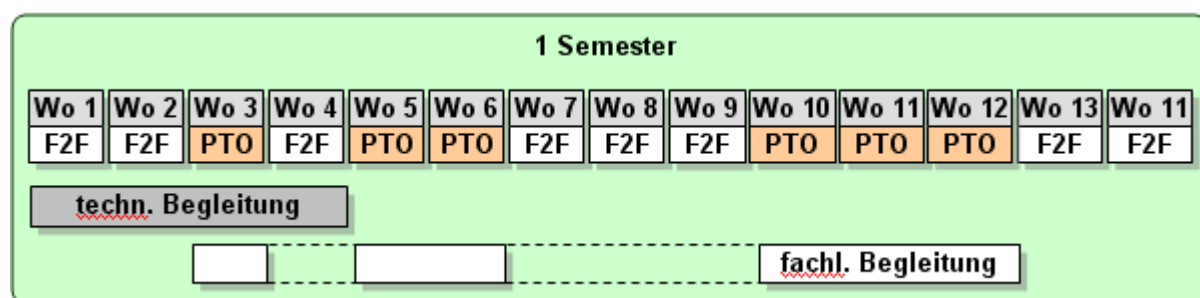 1 Semester
Wo 1 Wo 2 Wo 3 Wo 4 Wo 5 Wo 6 Wo 7 Wo 8 Wo 9 Wo 10 Wo 11 Wo 12 Wo 13 Wo 11
F2F F2F PTO F2F PTO PTO F2F F2F F2F PTO PTO PTO F2F F2F
techn. Begleitung
fachl. Begleitung